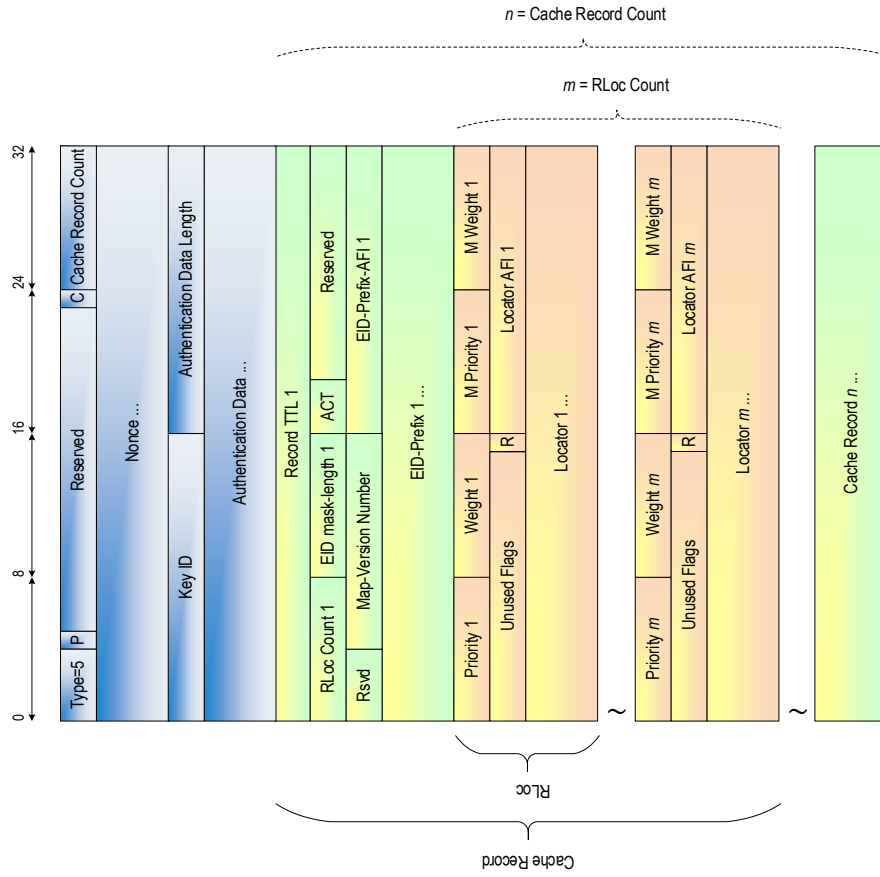 n = Cache Record Count
m = RLoc Count
0 8 16 24 32
Type=5 P Reserved C Cache Record Count
Nonce ...
Key ID Authentication Data Length
Authentication Data ...
Record TTL 1
RLoc Count 1 EID mask-length 1 ACT Reserved
Rsvd Map-Version Number EID-Prefix-AFI 1
EID-Prefix 1 ...
Priority 1 Weight 1 M Priority 1 M Weight 1
Unused Flags R Locator AFI 1
Locator 1 ...
~
Priority m Weight m M Priority m M Weight m
Unused Flags R Locator AFI m
Locator m ...
~
Cache Record n ...
RLoc
Cache Record